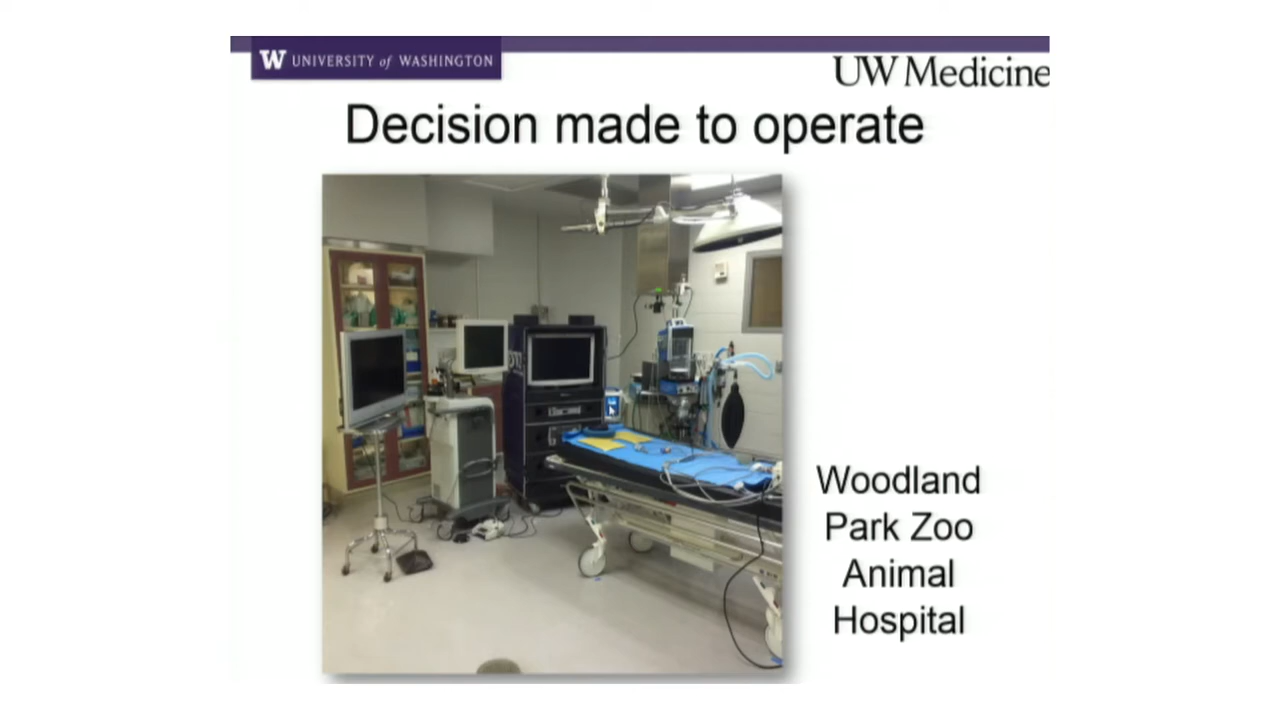 W UNIVERSITY of WASHINGTON
UW Medicine
Decision made to operate
Woodland
Park Zoo
Animal
Hospital